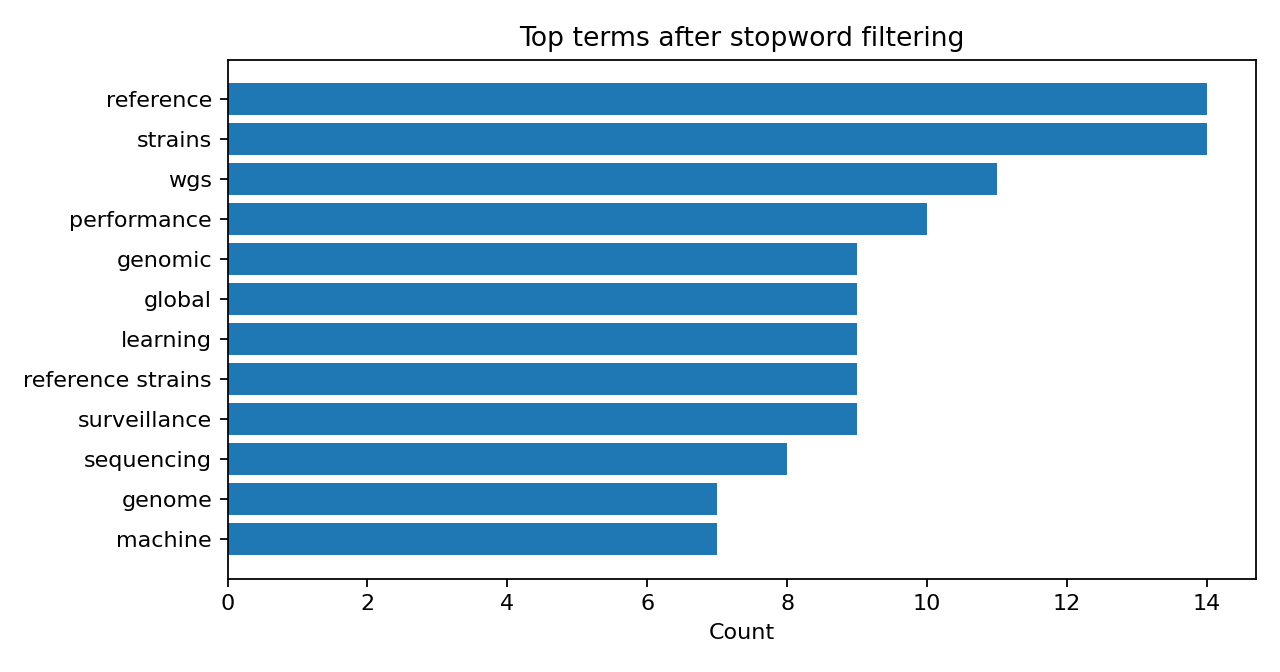 Top terms after stopword filtering
reference
strains
wgs
performance
genomic
global
learning
reference strains
surveillance
sequencing
genome
machine
0 2 4 6 8 10 12 14
Count